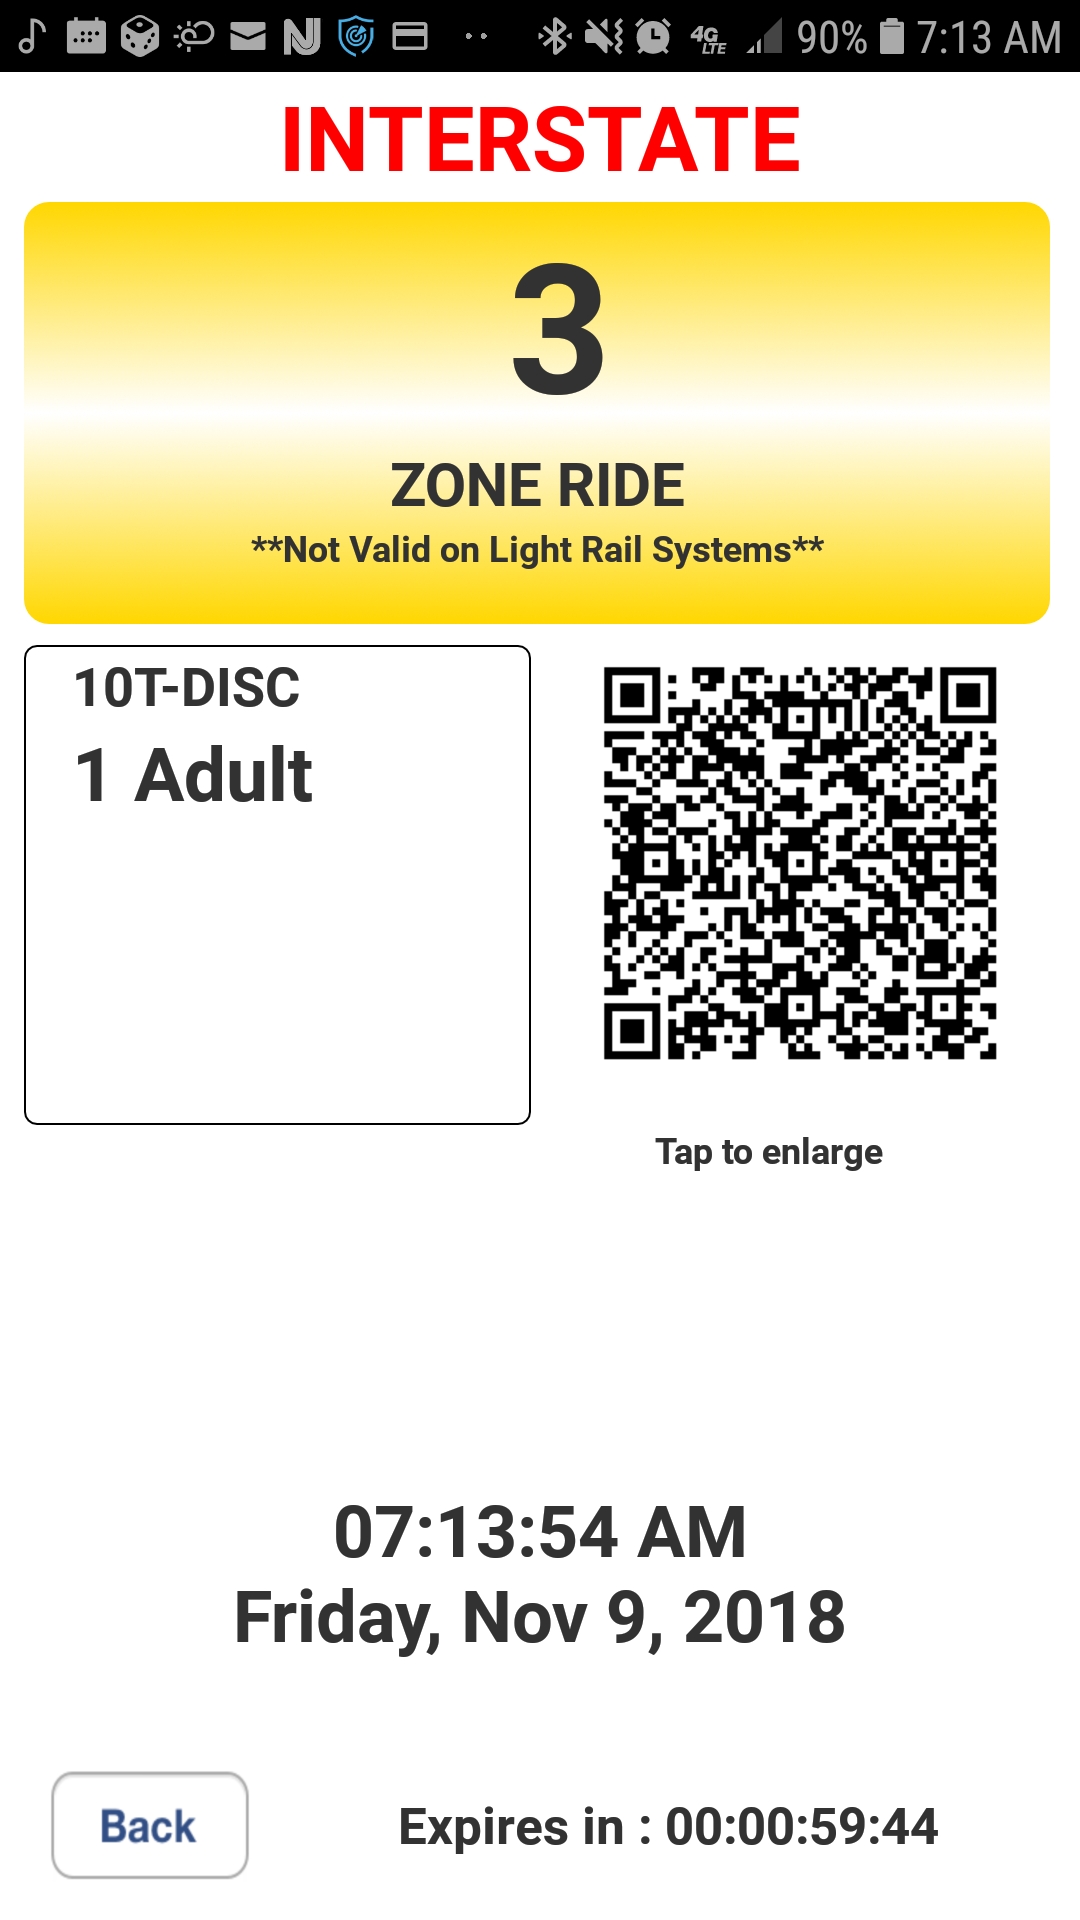 4G LTE 90% 7:13 AM
INTERSTATE
3
ZONE RIDE
**Not Valid on Light Rail Systems**
10T-DISC
1 Adult
Tap to enlarge
07:13:54 AM
Friday, Nov 9, 2018
Back
Expires in : 00:00:59:44